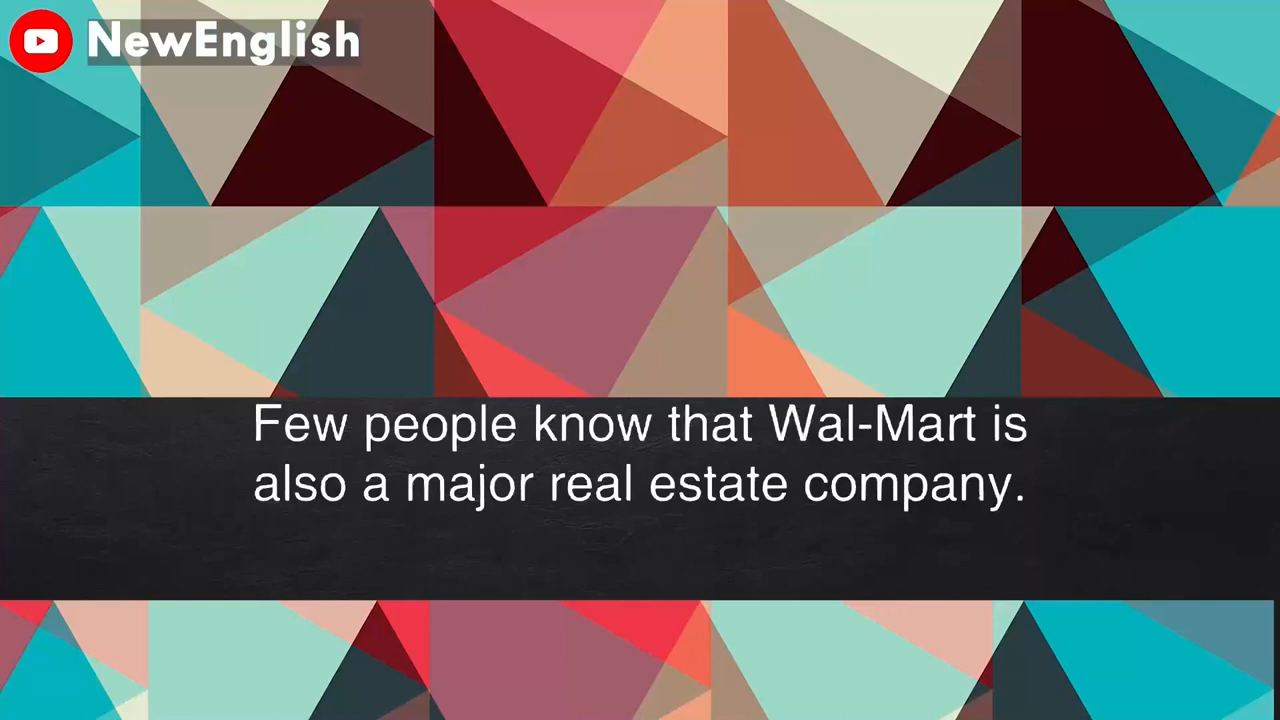 NewEnglish
Few people know that Wal-Mart is
also a major real estate company.